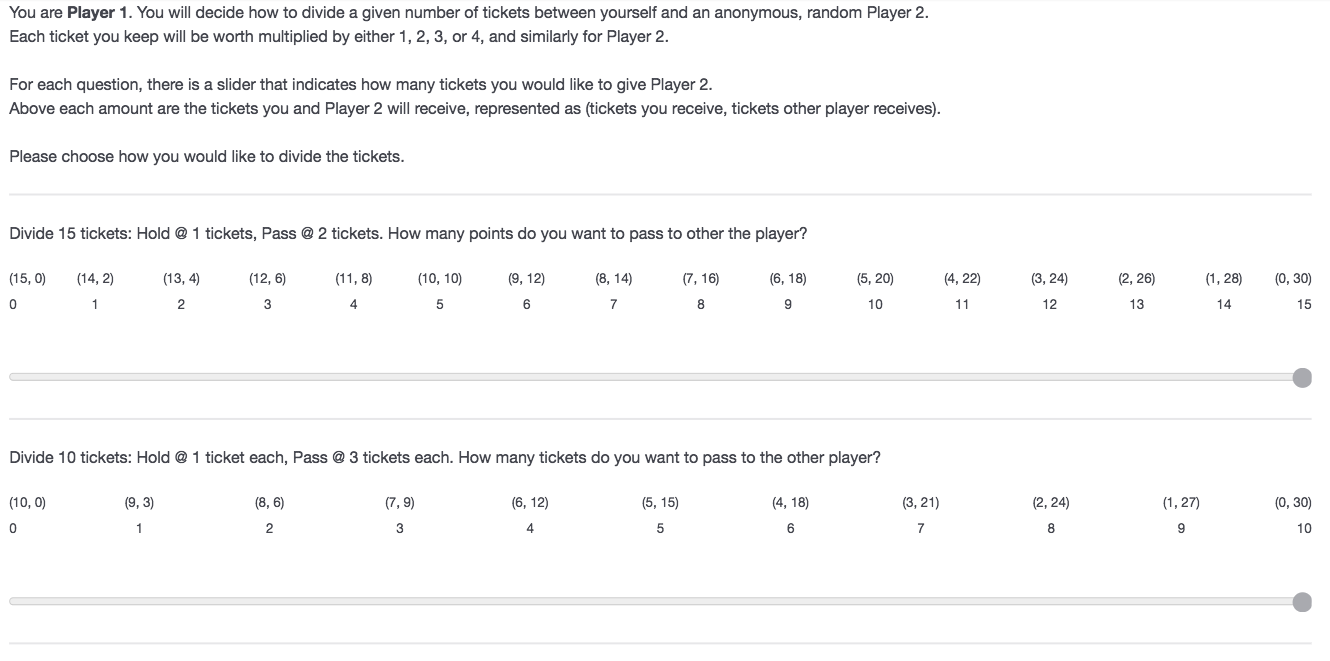 You are Player 1. You will decide how to divide a given number of tickets between yourself and an anonymous, random Player 2.
Each ticket you keep will be worth multiplied by either 1, 2, 3, or 4, and similarly for Player 2.
For each question, there is a slider that indicates how many tickets you would like to give Player 2.
Above each amount are the tickets you and Player 2 will receive, represented as (tickets you receive, tickets other player receives).
Please choose how you would like to divide the tickets.
Divide 15 tickets: Hold @ 1 tickets, Pass @ 2 tickets. How many points do you want to pass to other the player?
(15, 0) (14, 2) (13, 4) (12, 6) (11, 8) (10, 10) (9, 12) (8, 14) (7, 16) (6, 18) (5, 20) (4, 22) (3, 24) (2, 26) (1, 28) (0, 30)
0 1 2 3 4 5 6 7 8 9 10 11 12 13 14 15
Divide 10 tickets: Hold @ 1 ticket each, Pass @ 3 tickets each. How many tickets do you want to pass to the other player?
(10, 0) (9, 3) (8, 6) (7, 9) (6, 12) (5, 15) (4, 18) (3, 21) (2, 24) (1, 27) (0, 30)
0 1 2 3 4 5 6 7 8 9 10